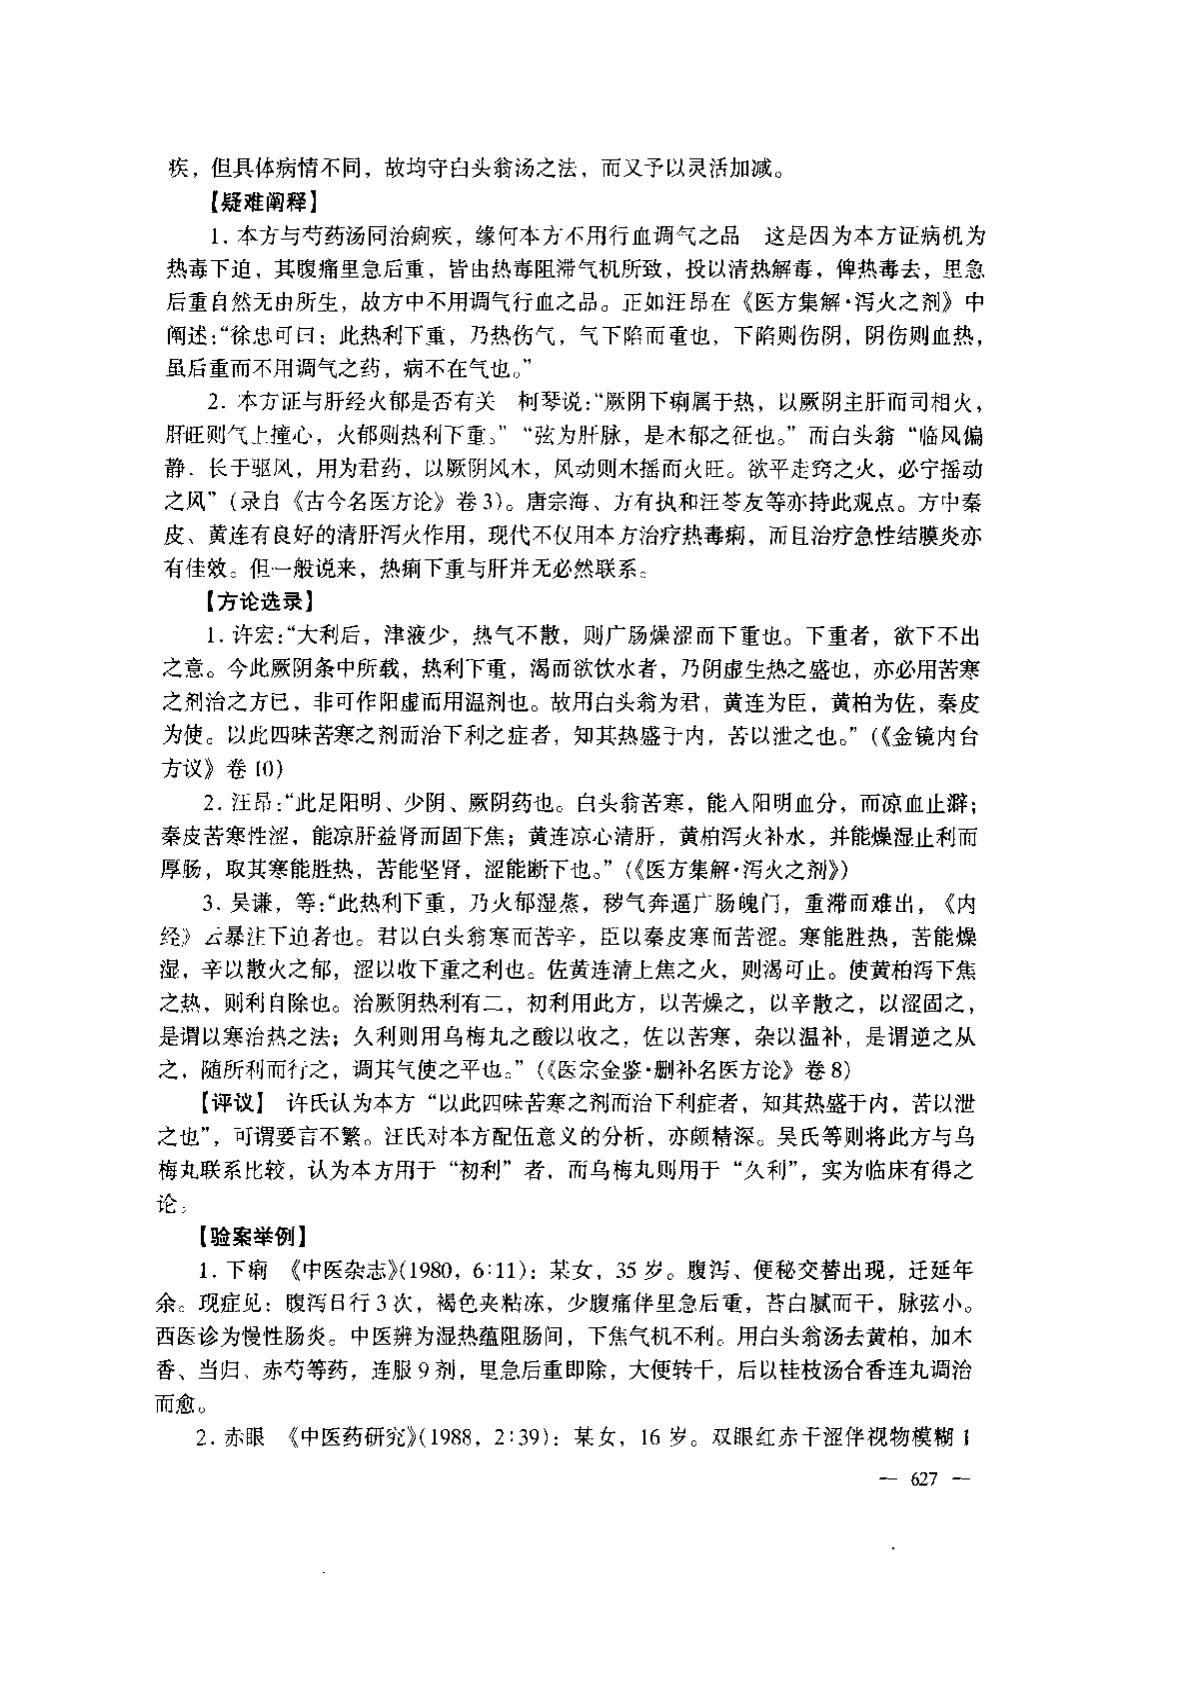 疾，但具体病情不同，故均守白头翁汤之法，而又予以灵活加减。
【疑难阐释】
1. 本方与芍药汤同治痢疾，缘何本方不用行血调气之品　这是因为本方证病机为
热毒下迫，其腹痛里急后重，皆由热毒阻滞气机所致，投以清热解毒，俾热毒去，里急
后重自然无由所生，故方中不用调气行血之品。正如汪昂在《医方集解·泻火之剂》中
阐述：“徐忠可曰：此热利下重，乃热伤气，气下陷而重也，下陷则伤阴，阴伤则血热，
虽后重而不用调气之药，病不在气也。”
2. 本方证与肝经火郁是否有关　柯琴说：“厥阴下痢属于热，以厥阴主肝而司相火，
肝旺则气上撞心，火郁则热利下重。”“弦为肝脉，是木郁之征也。”而白头翁“临风偏
静．长于驱风，用为君药，以厥阴风木，风动则木摇而火旺。欲平走窍之火，必宁摇动
之风”（录自《古今名医方论》卷 3）。唐宗海、方有执和汪苓友等亦持此观点。方中秦
皮、黄连有良好的清肝泻火作用，现代不仅用本方治疗热毒痢，而且治疗急性结膜炎亦
有佳效。但一般说来，热痢下重与肝并无必然联系。
【方论选录】
1. 许宏：“大利后，津液少，热气不散，则广肠燥涩而下重也。下重者，欲下不出
之意。今此厥阴条中所载，热利下重，渴而欲饮水者，乃阴虚生热之盛也，亦必用苦寒
之剂治之方已，非可作阳虚而用温剂也。故用白头翁为君，黄连为臣，黄柏为佐，秦皮
为使。以此四味苦寒之剂而治下利之症者，知其热盛于内，苦以泄之也。”（《金镜内台
方议》卷 10）
2. 汪昂：“此足阳明、少阴、厥阴药也。白头翁苦寒，能入阳明血分，而凉血止澼；
秦皮苦寒性涩，能凉肝益肾而固下焦；黄连凉心清肝，黄柏泻火补水，并能燥湿止利而
厚肠，取其寒能胜热，苦能坚肾，涩能断下也。”（《医方集解·泻火之剂》）
3. 吴谦，等：“此热利下重，乃火郁湿蒸，秽气奔逼广肠魄门，重滞而难出，《内
经》云暴注下迫者也。君以白头翁寒而苦辛，臣以秦皮寒而苦涩。寒能胜热，苦能燥
湿，辛以散火之郁，涩以收下重之利也。佐黄连清上焦之火，则渴可止。使黄柏泻下焦
之热，则利自除也。治厥阴热利有二，初利用此方，以苦燥之，以辛散之，以涩固之，
是谓以寒治热之法；久利则用乌梅丸之酸以收之，佐以苦寒，杂以温补，是谓逆之从
之，随所利而行之，调其气使之平也。”（《医宗金鉴·删补名医方论》卷 8）
【评议】　许氏认为本方“以此四味苦寒之剂而治下利症者，知其热盛于内，苦以泄
之也”，可谓要言不繁。汪氏对本方配伍意义的分析，亦颇精深。吴氏等则将此方与乌
梅丸联系比较，认为本方用于“初利”者，而乌梅丸则用于“久利”，实为临床有得之
论。
【验案举例】
1. 下痢　《中医杂志》（1980，6∶11）：某女，35 岁。腹泻、便秘交替出现，迁延年
余。现症见：腹泻日行 3 次，褐色夹粘冻，少腹痛伴里急后重，苔白腻而干，脉弦小。
西医诊为慢性肠炎。中医辨为湿热蕴阻肠间，下焦气机不利。用白头翁汤去黄柏，加木
香、当归、赤芍等药，连服 9 剂，里急后重即除，大便转干，后以桂枝汤合香连丸调治
而愈。
2. 赤眼　《中医药研究》（1988，2∶39）：某女，16 岁。双眼红赤干涩伴视物模糊 1
— 627 —